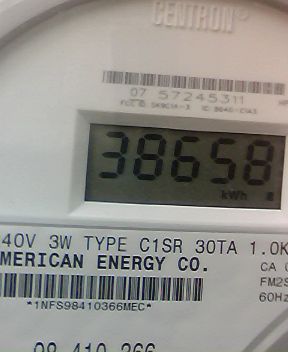 CENTRON®
07 57245311
38658
kWh
40V 3W TYPE C1SR 30TA 1.0K
MERICAN ENERGY CO.
CA 0
FM2S
60Hz
*1NFS98410366MEC*
98 410 366